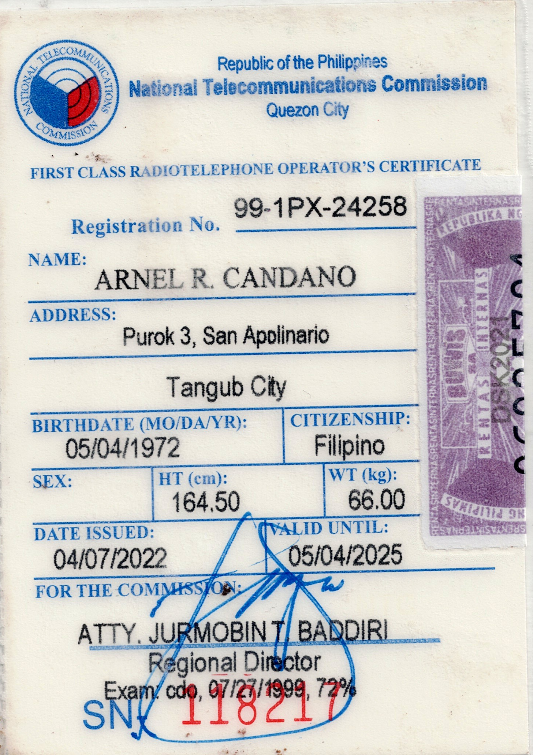 NATIONAL TELECOMMUNICATIONS COMMISSION
Republic of the Philippines
National Telecommunications Commission
Quezon City
FIRST CLASS RADIOTELEPHONE OPERATOR'S CERTIFICATE
Registration No. 99-1PX-24258
NAME:
ARNEL R. CANDANO
ADDRESS:
Purok 3, San Apolinario
Tangub City
BIRTHDATE (MO/DA/YR): CITIZENSHIP:
05/04/1972 Filipino
SEX: HT (cm): WT (kg):
164.50 66.00
DATE ISSUED: VALID UNTIL:
04/07/2022 05/04/2025
FOR THE COMMISSION:
ATTY. JURMOBIN T. BADDIRI
Regional Director
Exam: cdo, 07/27/1999, 72%
SN: 118217
REPUBLIKA NG
PILIPINAS
BUWIS
SA
RENTAS INTERNAS
DSK2021